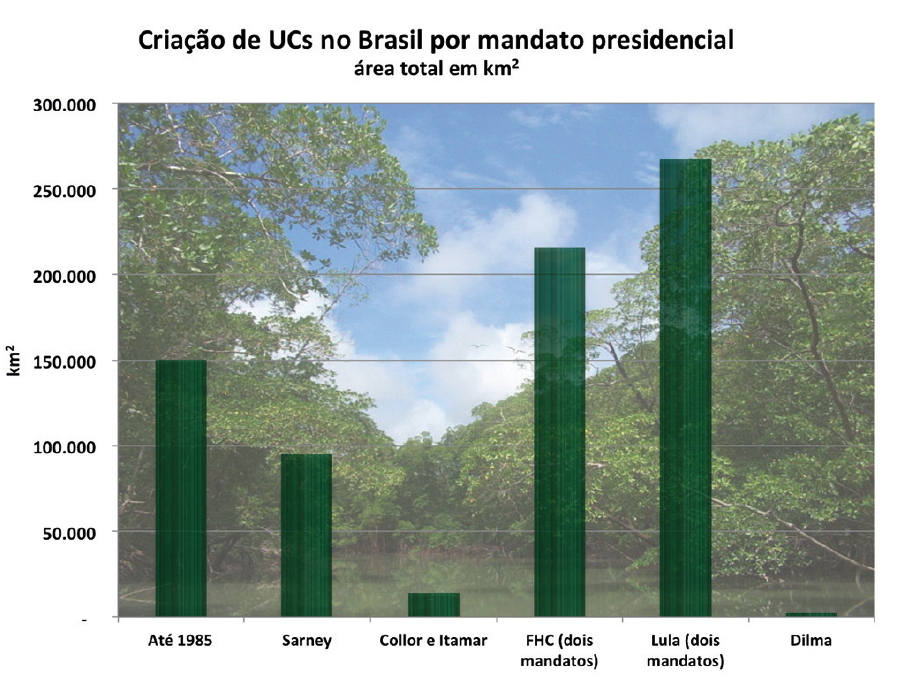 Criação de UCs no Brasil por mandato presidencial
área total em km²
300.000
250.000
200.000
150.000
100.000
50.000
-
km²
Até 1985
Sarney
Collor e Itamar
FHC (dois
mandatos)
Lula (dois
mandatos)
Dilma